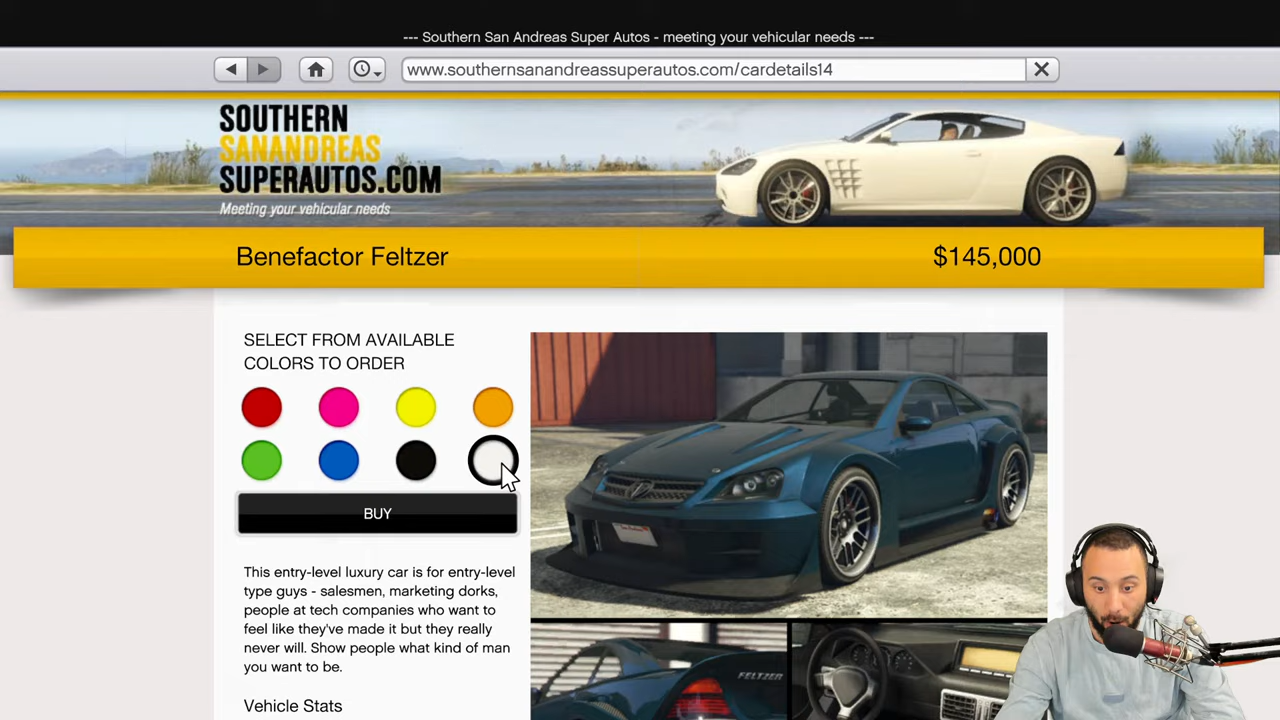 --- Southern San Andreas Super Autos - meeting your vehicular needs ---
www.southernsanandreassuperautos.com/cardetails14
SOUTHERN
SANANDREAS
SUPERAUTOS.COM
Meeting your vehicular needs
Benefactor Feltzer
$145,000
SELECT FROM AVAILABLE
COLORS TO ORDER
BUY
This entry-level luxury car is for entry-level
type guys - salesmen, marketing dorks,
people at tech companies who want to
feel like they've made it but they really
never will. Show people what kind of man
you want to be.
Vehicle Stats
FELTZER